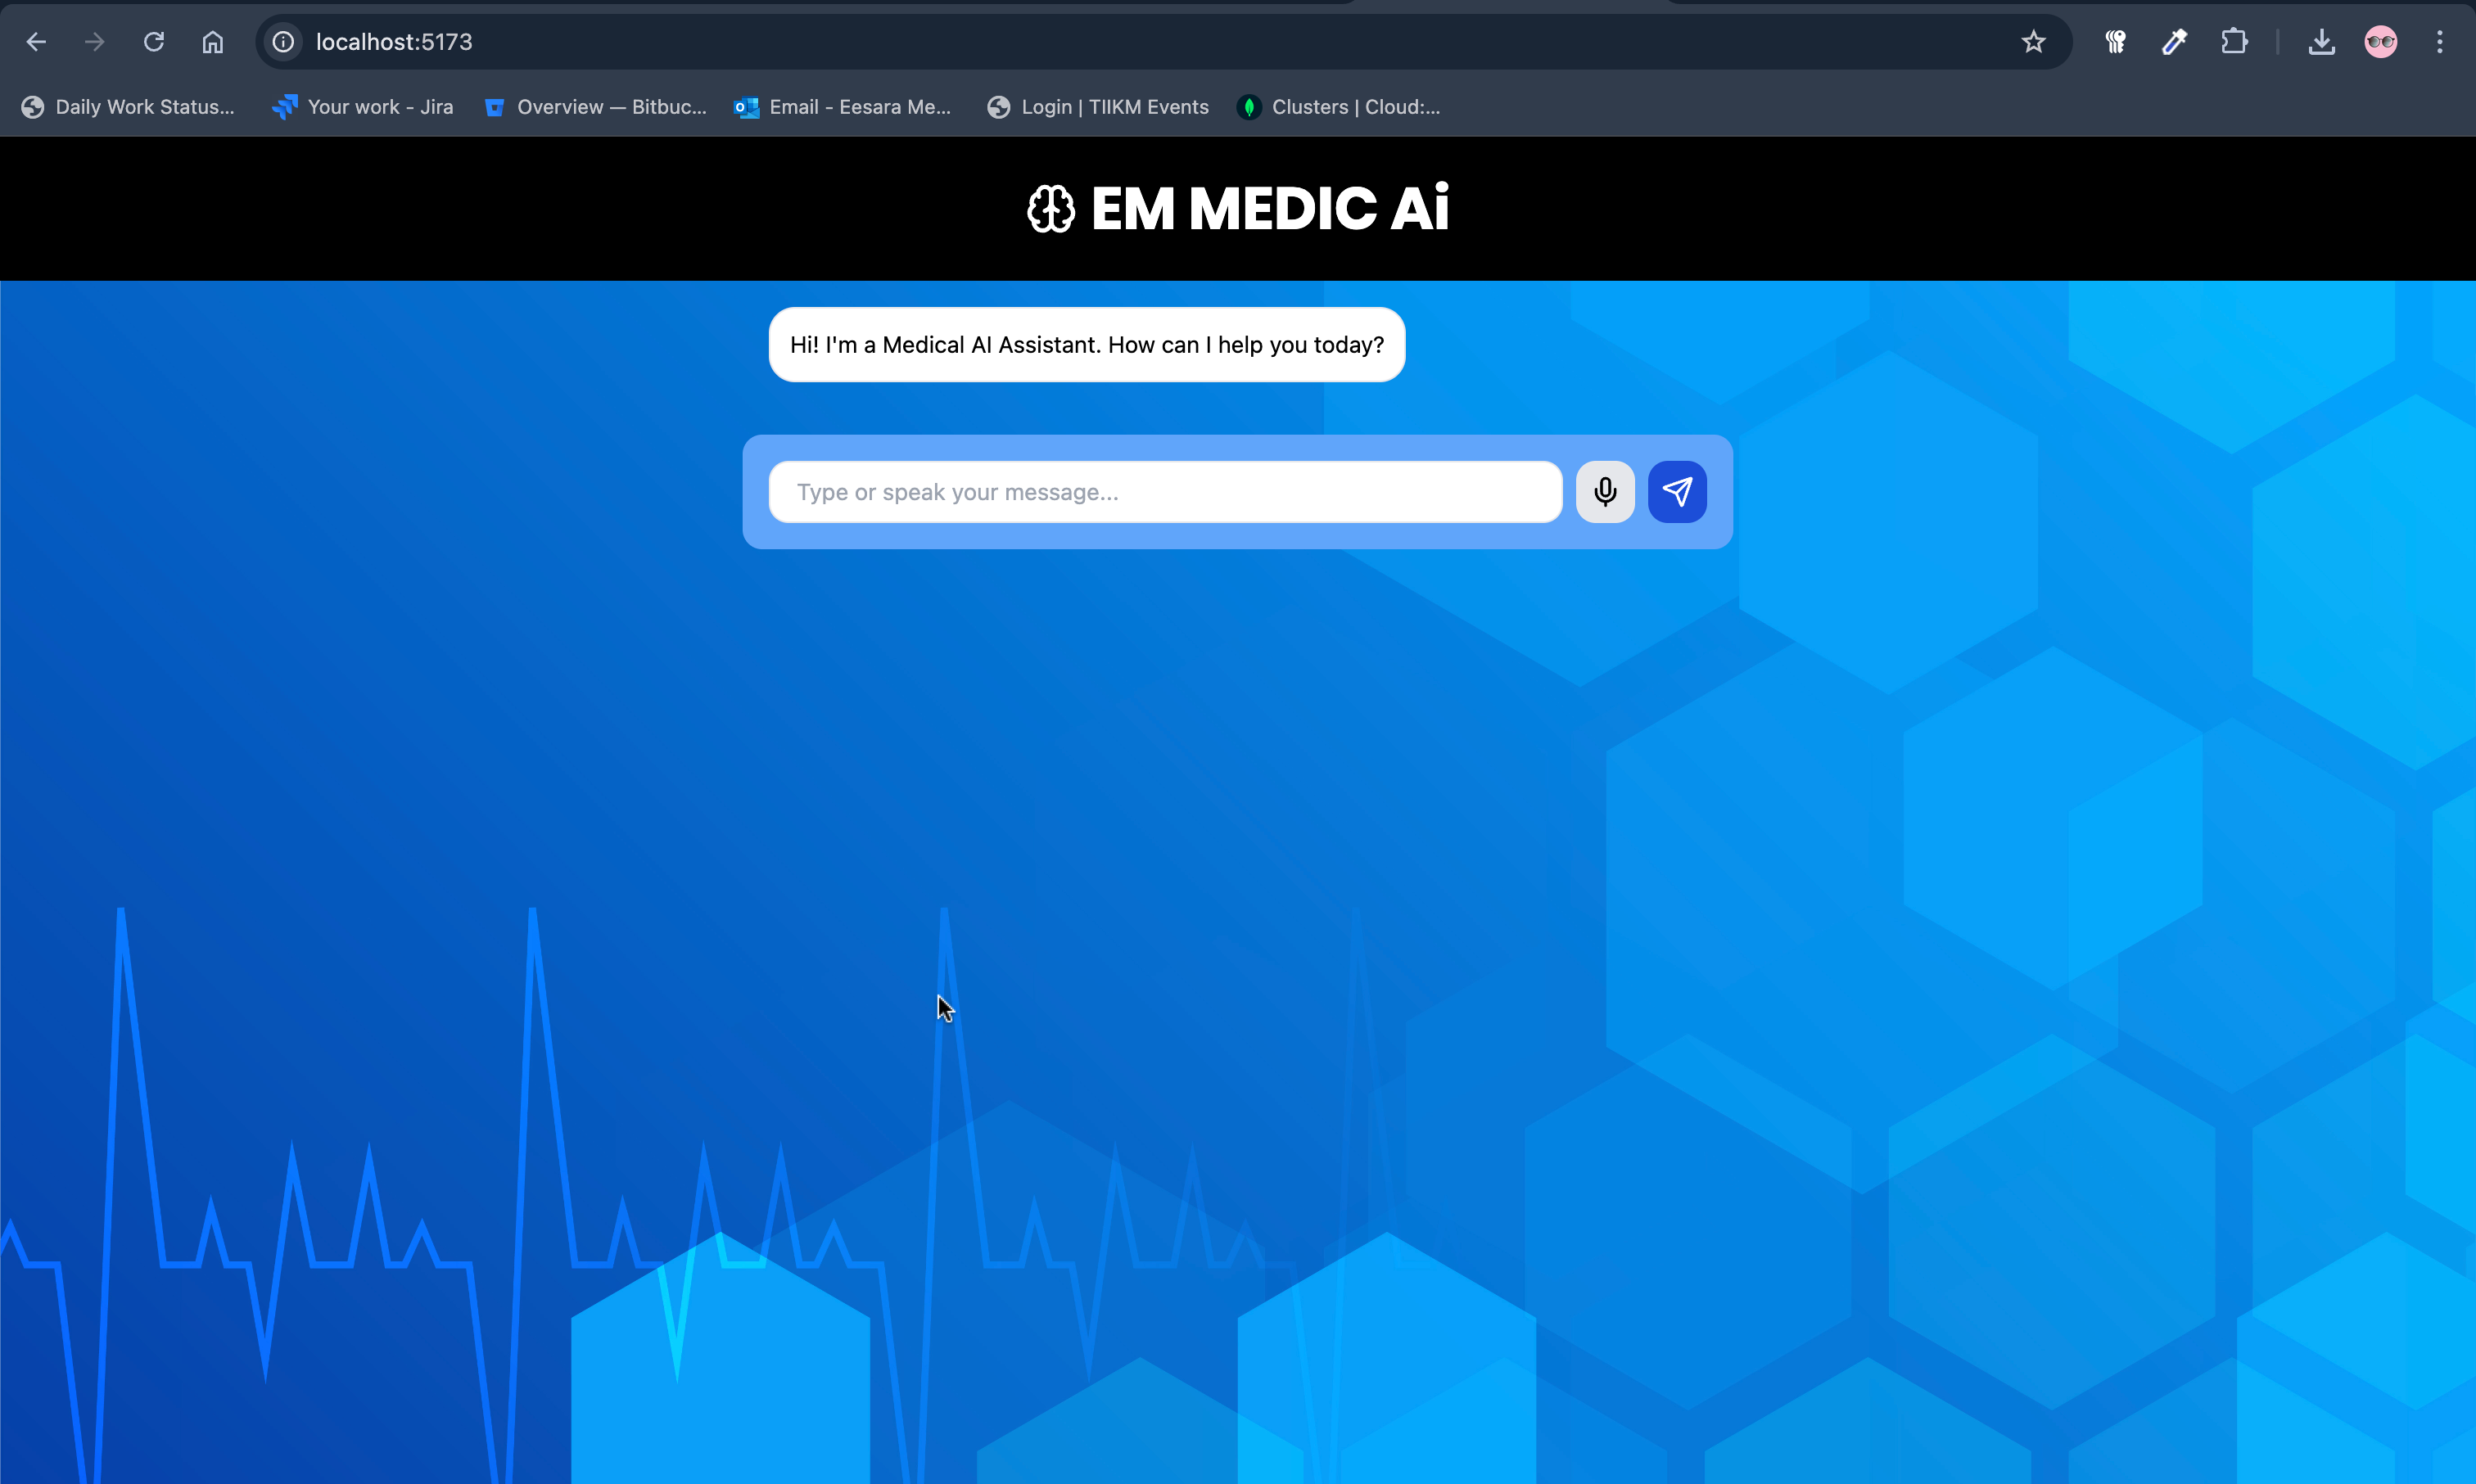 localhost:5173
Daily Work Status...
Your work - Jira
Overview — Bitbuc...
Email - Eesara Me...
Login | TIIKM Events
Clusters | Cloud:...
EM MEDIC Ai
Hi! I'm a Medical AI Assistant. How can I help you today?
Type or speak your message...